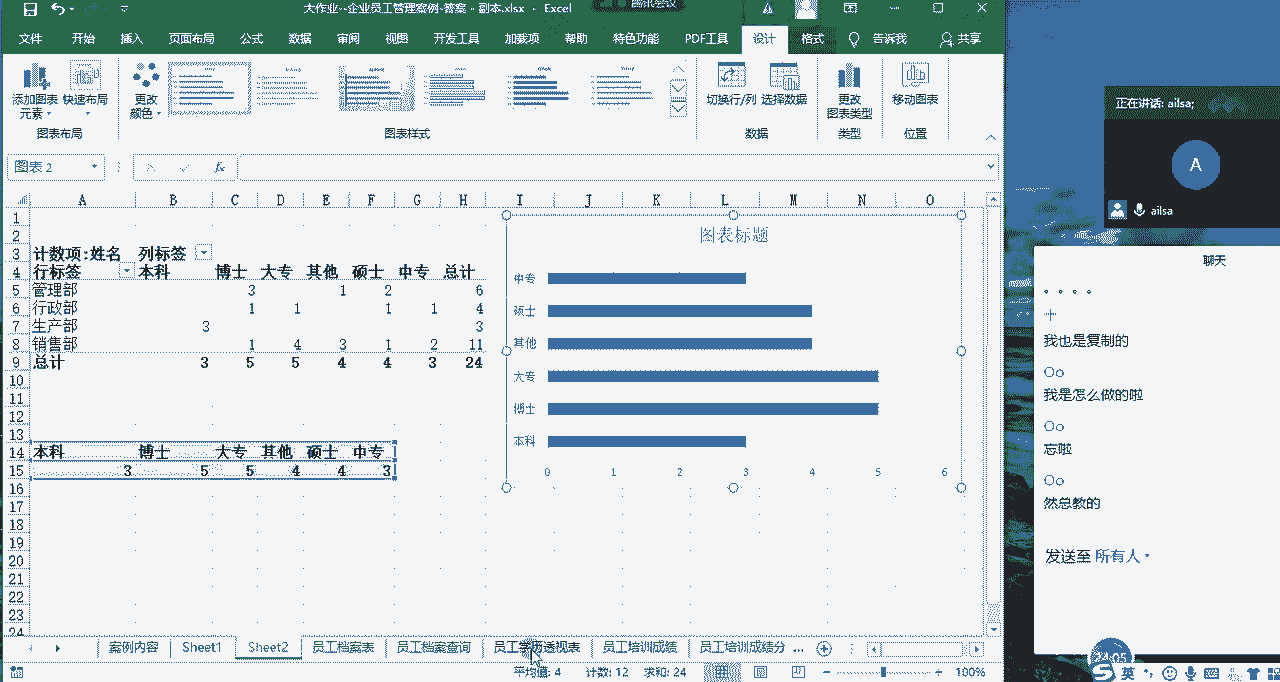 大作业--企业员工管理案例-答案 - 副本.xlsx - Excel
腾讯会议
文件 开始 插入 页面布局 公式 数据 审阅 视图 开发工具 加载项 帮助 特色功能 PDF工具 设计 格式 告诉我 共享
添加图表元素 快速布局 更改颜色 切换行/列 选择数据 更改图表类型 移动图表
图表布局 图表样式 数据 类型 位置
图表 2 fx
A B C D E F G H I J K L M N O
1
2
3 计数项:姓名 列标签
4 行标签 本科 博士 大专 其他 硕士 中专 总计
5 管理部 3 1 2 6
6 行政部 1 1 1 1 4
7 生产部 3 3
8 销售部 1 4 3 1 2 11
9 总计 3 5 5 4 4 3 24
10
11
12
13
14 本科 博士 大专 其他 硕士 中专
15 3 5 5 4 4 3
16
17
18
19
20
21
22
23
24
图表标题
中专
硕士
其他
大专
博士
本科
0 1 2 3 4 5 6
案例内容 Sheet1 Sheet2 员工档案表 员工档案查询 员工学历透视表 员工培训成绩 员工培训成绩分 ...
平均值: 4 计数: 12 求和: 24 100%
正在讲话: ailsa;
A
ailsa
聊天
。。。。
十
我也是复制的
Oo
我是怎么做的啦
Oo
忘啦
Oo
然总教的
发送至 所有人
24:05
英